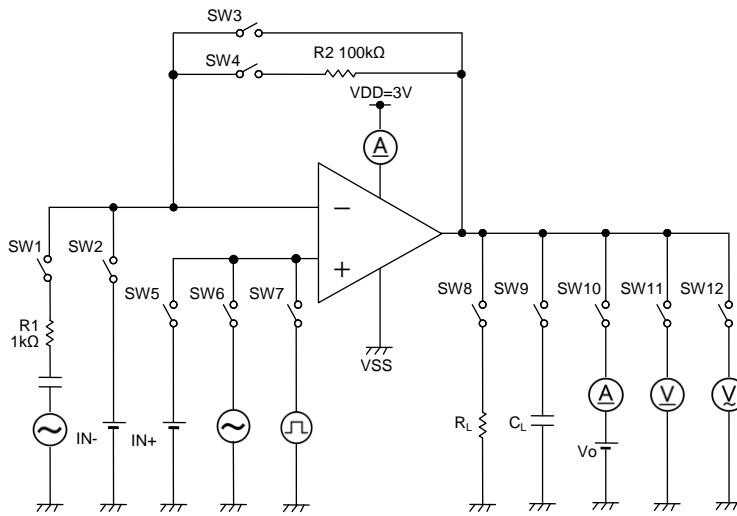 SW3
R2 100kΩ
SW4
VDD=3V
A
SW1
SW2
SW5
SW6
SW7
SW8
SW9
SW10
SW11
SW12
R1
1kΩ
VSS
IN-
IN+
RL
CL
A
V
V
Vo